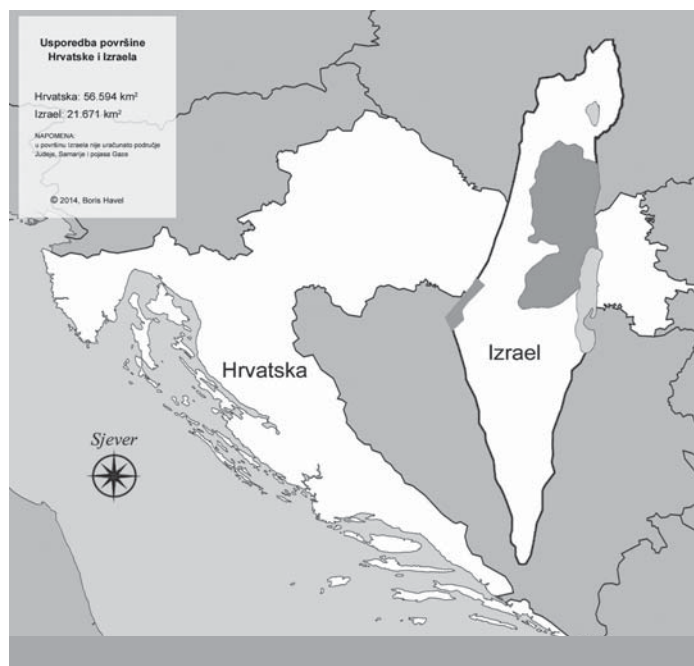 Usporedba površine
Hrvatske i Izraela
Hrvatska: 56.594 km²
Izrael: 21.671 km²
NAPOMENA:
u površinu Izraela nije uračunato područje
Judeje, Samarije i pojasa Gaze
© 2014, Boris Havel
Hrvatska
Izrael
Sjever